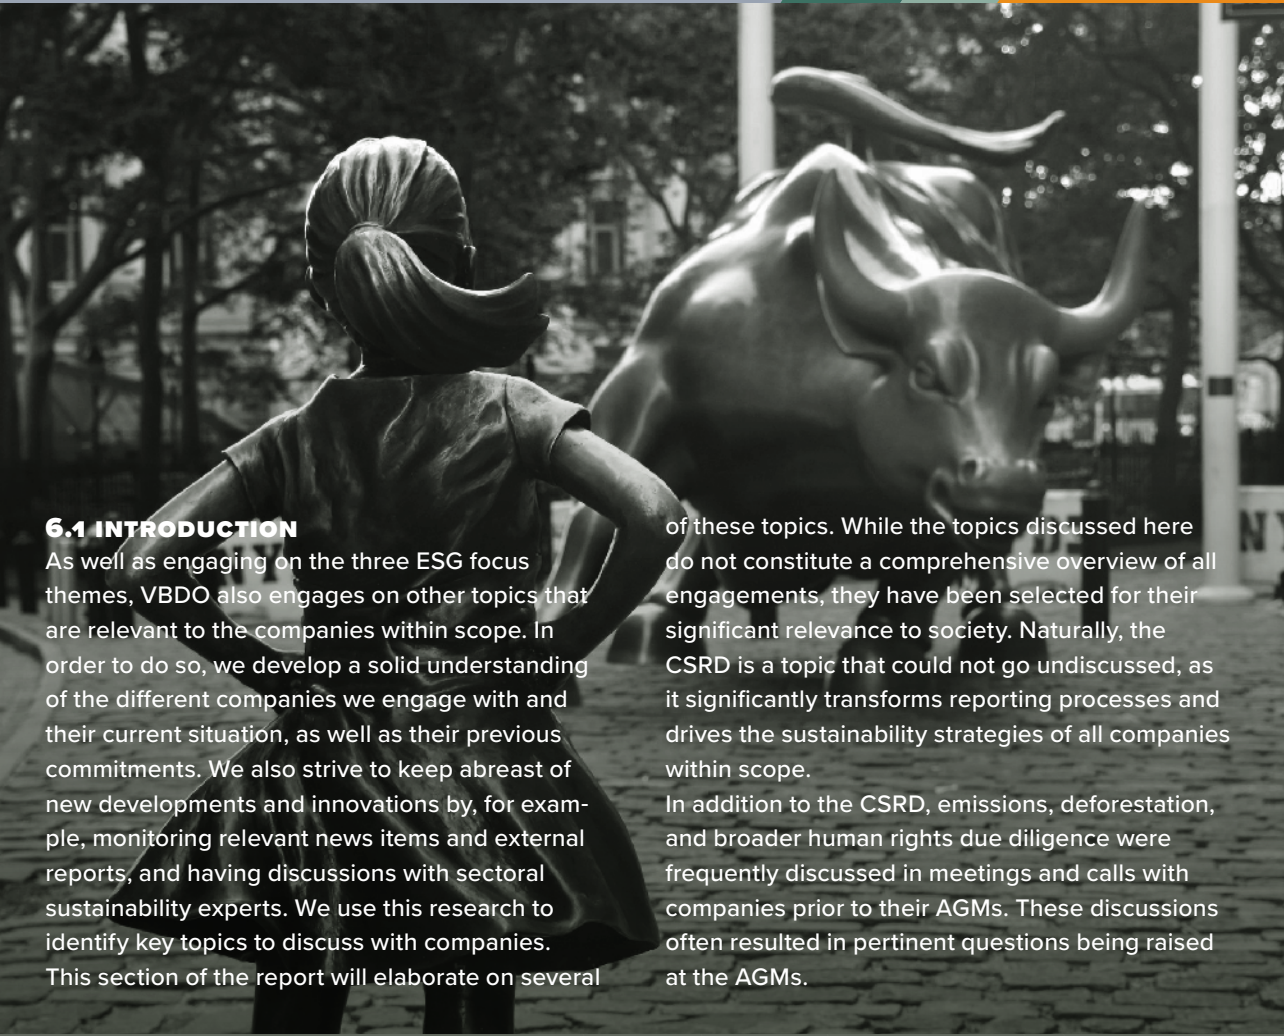 6.1 INTRODUCTION
As well as engaging on the three ESG focus
themes, VBDO also engages on other topics that
are relevant to the companies within scope. In
order to do so, we develop a solid understanding
of the different companies we engage with and
their current situation, as well as their previous
commitments. We also strive to keep abreast of
new developments and innovations by, for exam-
ple, monitoring relevant news items and external
reports, and having discussions with sectoral
sustainability experts. We use this research to
identify key topics to discuss with companies.
This section of the report will elaborate on several
of these topics. While the topics discussed here
do not constitute a comprehensive overview of all
engagements, they have been selected for their
significant relevance to society. Naturally, the
CSRD is a topic that could not go undiscussed, as
it significantly transforms reporting processes and
drives the sustainability strategies of all companies
within scope.
In addition to the CSRD, emissions, deforestation,
and broader human rights due diligence were
frequently discussed in meetings and calls with
companies prior to their AGMs. These discussions
often resulted in pertinent questions being raised
at the AGMs.